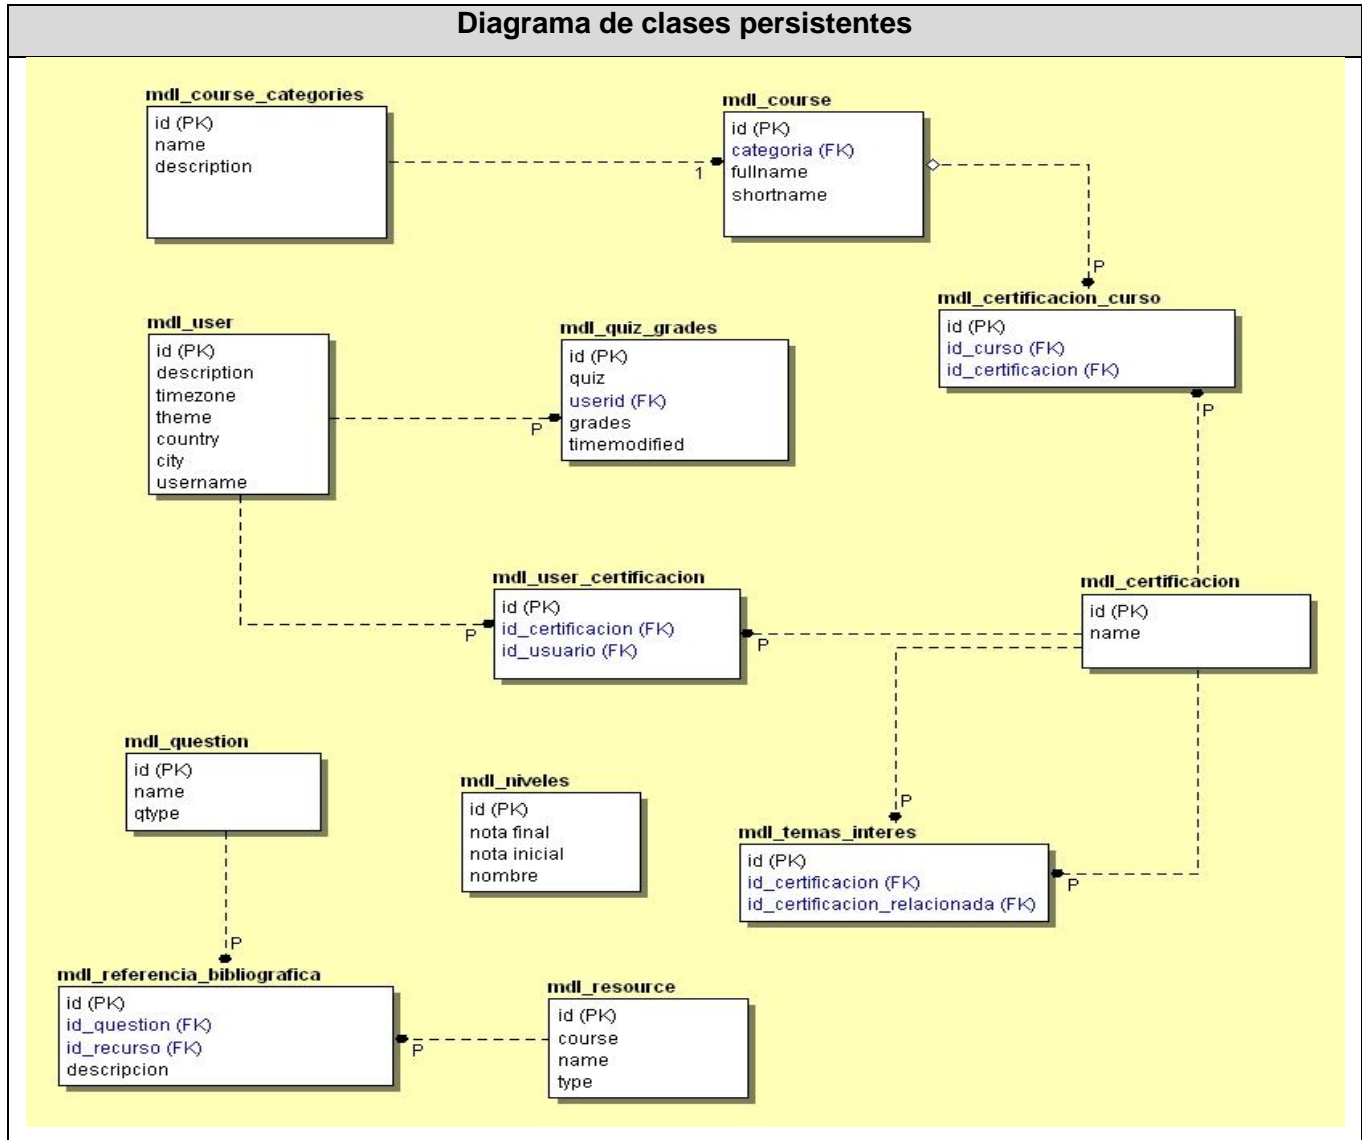 Diagrama de clases persistentes
mdl_course_categories
id (PK)
name
description
mdl_course
id (PK)
categoria (FK)
fullname
shortname
1
P
mdl_certificacion_curso
id (PK)
id_curso (FK)
id_certificacion (FK)
P
mdl_user
id (PK)
description
timezone
theme
country
city
username
mdl_quiz_grades
id (PK)
quiz
userid (FK)
grades
timemodified
P
mdl_user_certificacion
id (PK)
id_certificacion (FK)
id_usuario (FK)
P
P
mdl_certificacion
id (PK)
name
mdl_question
id (PK)
name
qtype
mdl_niveles
id (PK)
nota final
nota inicial
nombre
P
mdl_temas_interes
id (PK)
id_certificacion (FK)
id_certificacion_relacionada (FK)
P
P
mdl_referencia_bibliografica
id (PK)
id_question (FK)
id_recurso (FK)
descripcion
P
mdl_resource
id (PK)
course
name
type